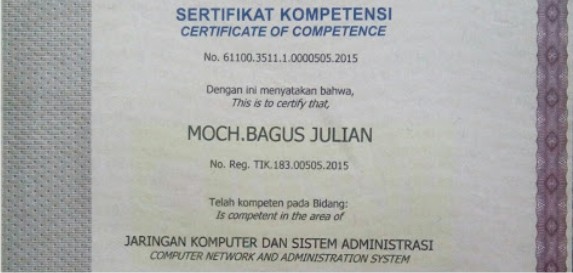 SERTIFIKAT KOMPETENSI
CERTIFICATE OF COMPETENCE
No. 61100.3511.1.0000505.2015
Dengan ini menyatakan bahwa,
This is to certify that,
MOCH.BAGUS JULIAN
No. Reg. TIK.183.00505.2015
Telah kompeten pada Bidang:
Is competent in the area of
JARINGAN KOMPUTER DAN SISTEM ADMINISTRASI
COMPUTER NETWORK AND ADMINISTRATION SYSTEM